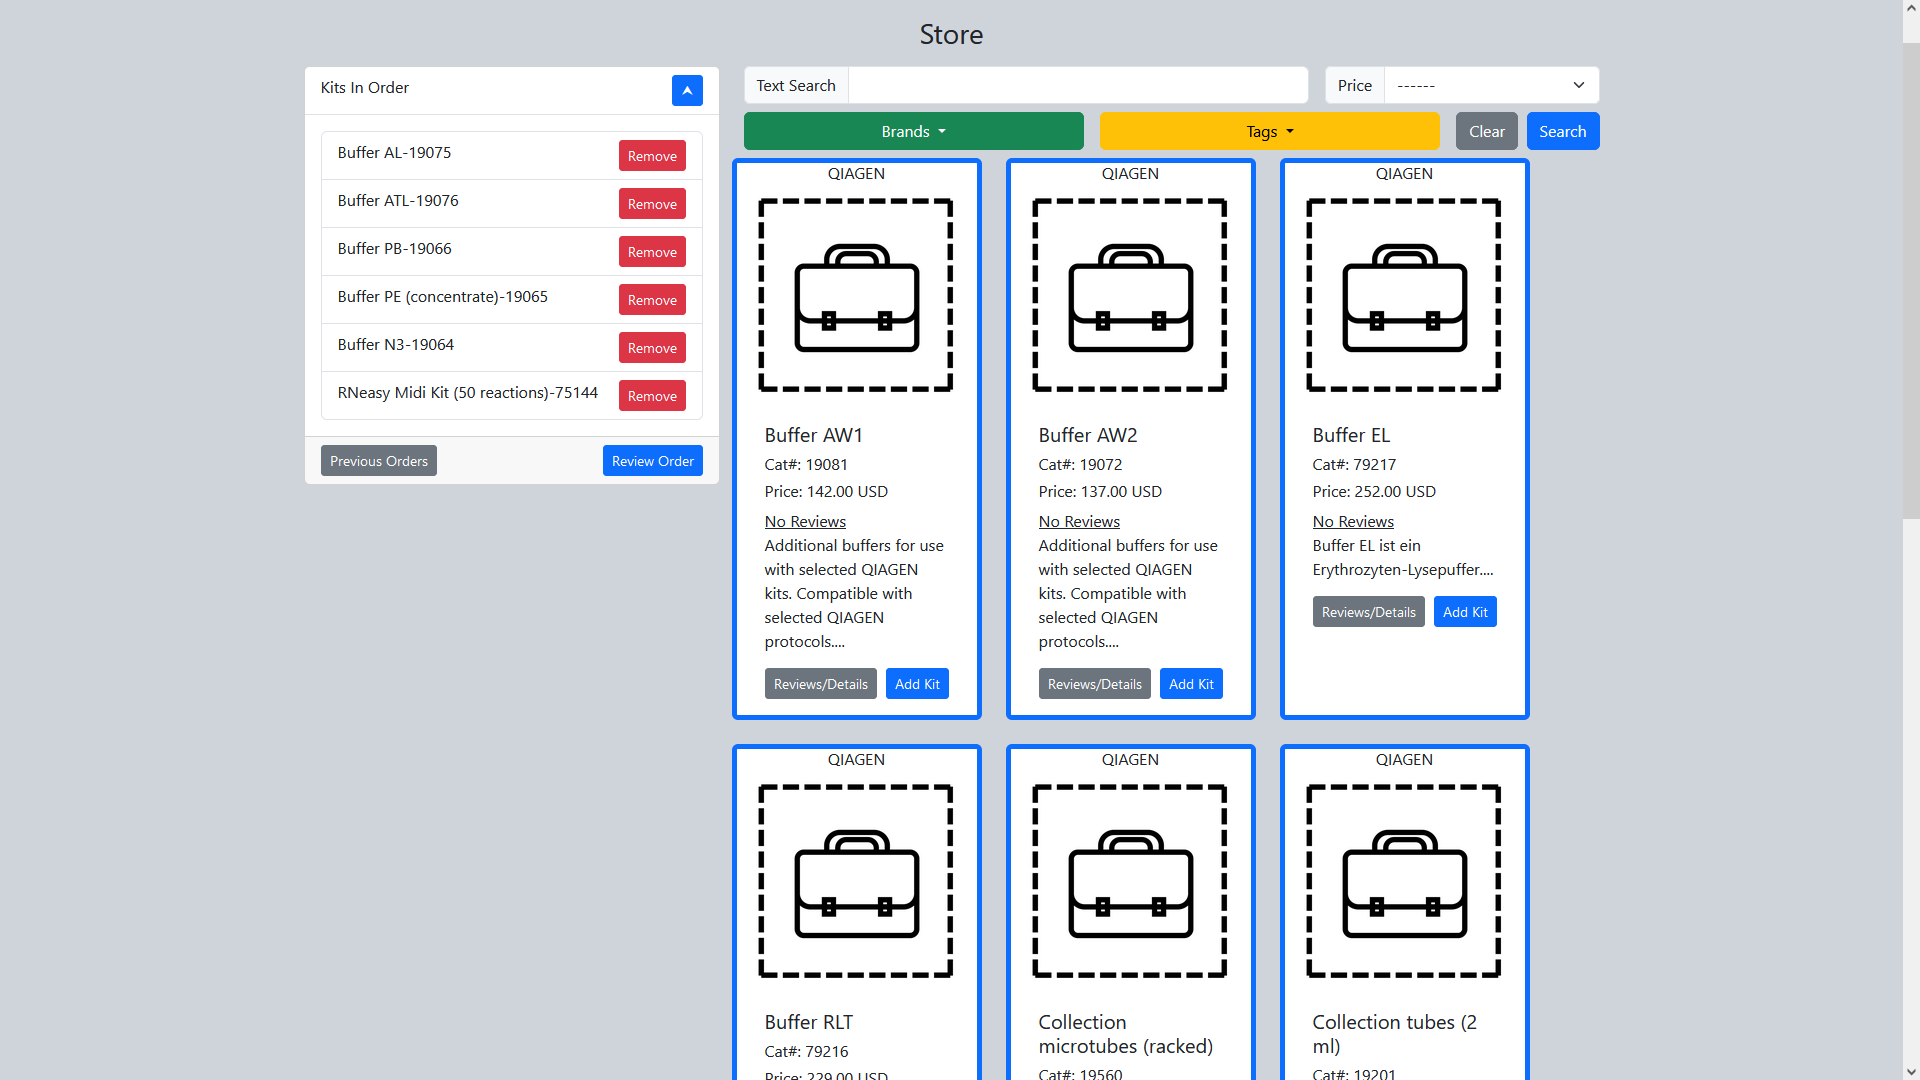 Store
Kits In Order
Buffer AL-19075
Remove
Buffer ATL-19076
Remove
Buffer PB-19066
Remove
Buffer PE (concentrate)-19065
Remove
Buffer N3-19064
Remove
RNeasy Midi Kit (50 reactions)-75144
Remove
Previous Orders
Review Order
Text Search
Price
------
Brands
Tags
Clear
Search
QIAGEN
Buffer AW1
Cat#: 19081
Price: 142.00 USD
No Reviews
Additional buffers for use
with selected QIAGEN
kits. Compatible with
selected QIAGEN
protocols....
Reviews/Details
Add Kit
QIAGEN
Buffer AW2
Cat#: 19072
Price: 137.00 USD
No Reviews
Additional buffers for use
with selected QIAGEN
kits. Compatible with
selected QIAGEN
protocols....
Reviews/Details
Add Kit
QIAGEN
Buffer EL
Cat#: 79217
Price: 252.00 USD
No Reviews
Buffer EL ist ein
Erythrozyten-Lysepuffer....
Reviews/Details
Add Kit
QIAGEN
Buffer RLT
Cat#: 79216
Price: 229.00 USD
QIAGEN
Collection
microtubes (racked)
Cat#: 19560
QIAGEN
Collection tubes (2
ml)
Cat#: 19201